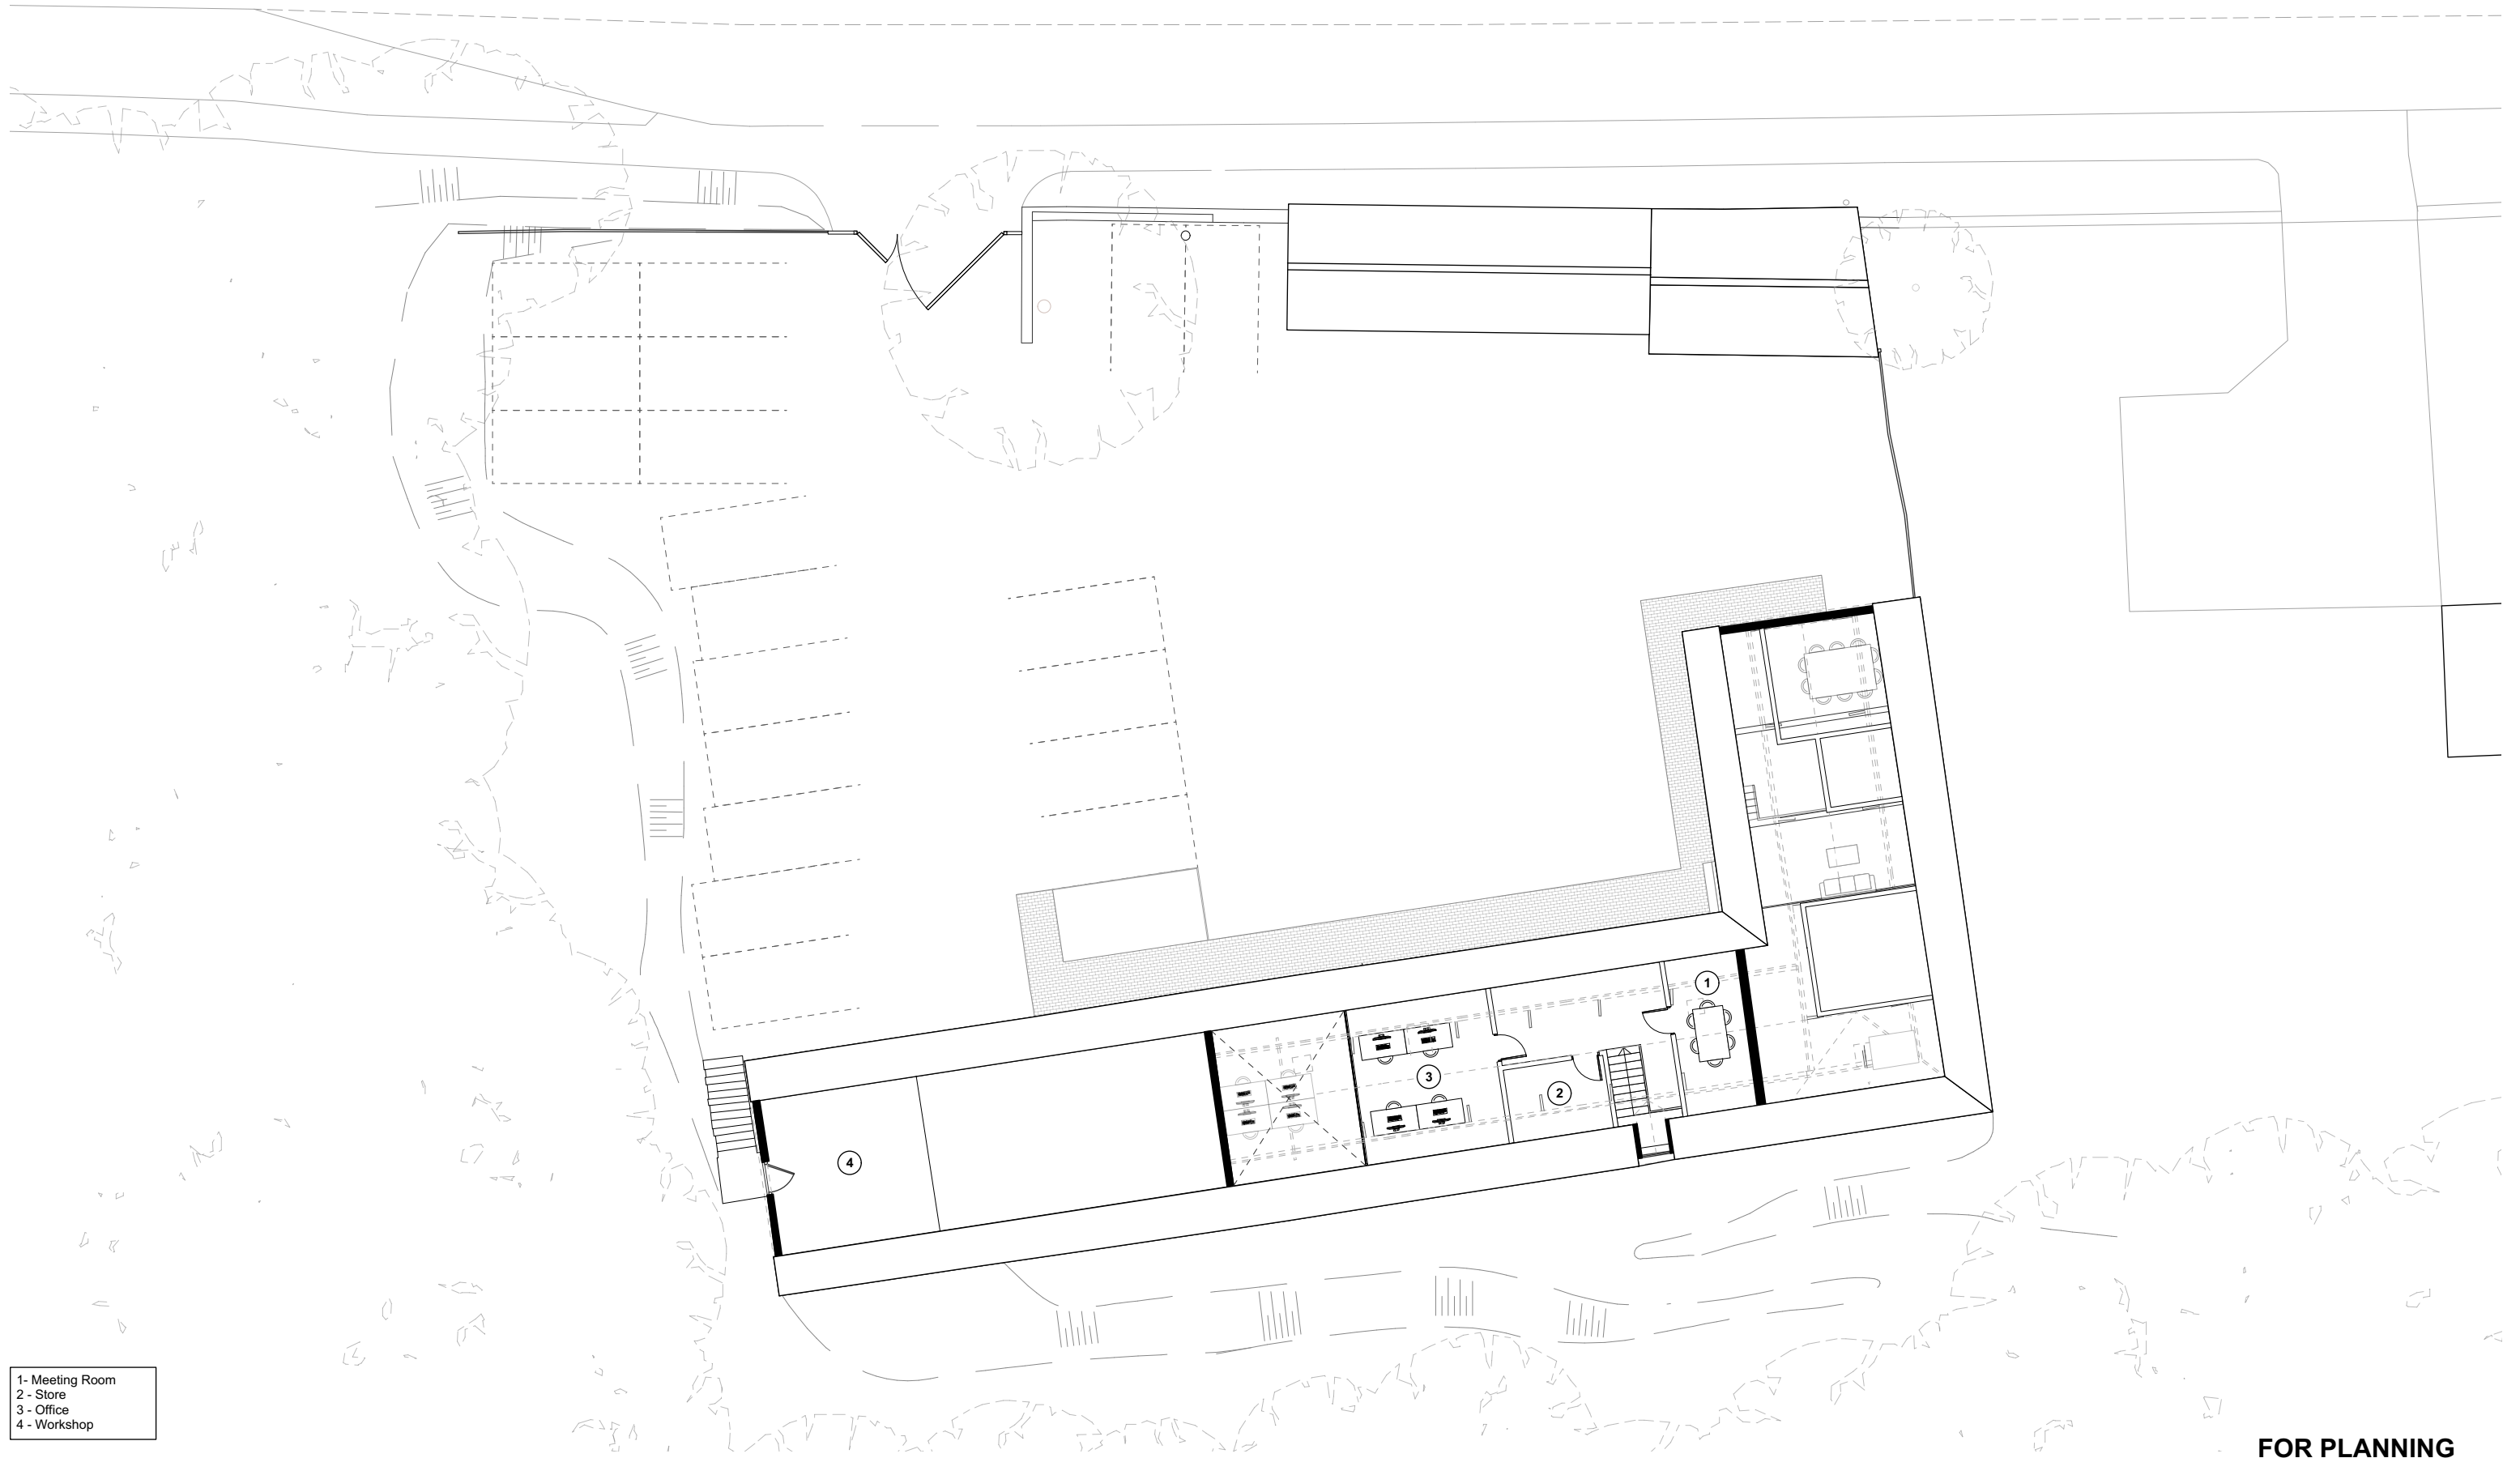 1
3
2
4
1- Meeting Room
2 - Store
3 - Office
4 - Workshop
FOR PLANNING